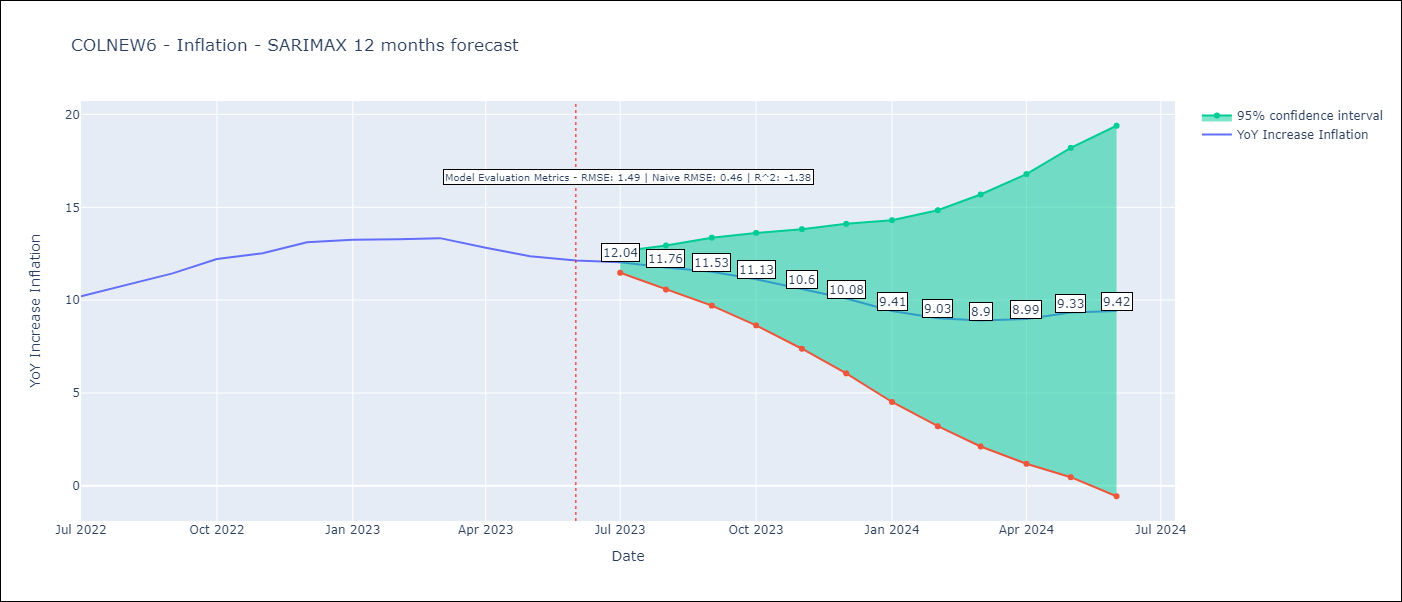 COLNEW6 - Inflation - SARIMAX 12 months forecast
95% confidence interval
YoY Increase Inflation
Model Evaluation Metrics - RMSE: 1.49 | Naive RMSE: 0.46 | R^2: -1.38
YoY Increase Inflation
20
15
10
5
0
12.04
11.76
11.53
11.13
10.6
10.08
9.41
9.03
8.9
8.99
9.33
9.42
Jul 2022
Oct 2022
Jan 2023
Apr 2023
Jul 2023
Oct 2023
Jan 2024
Apr 2024
Jul 2024
Date